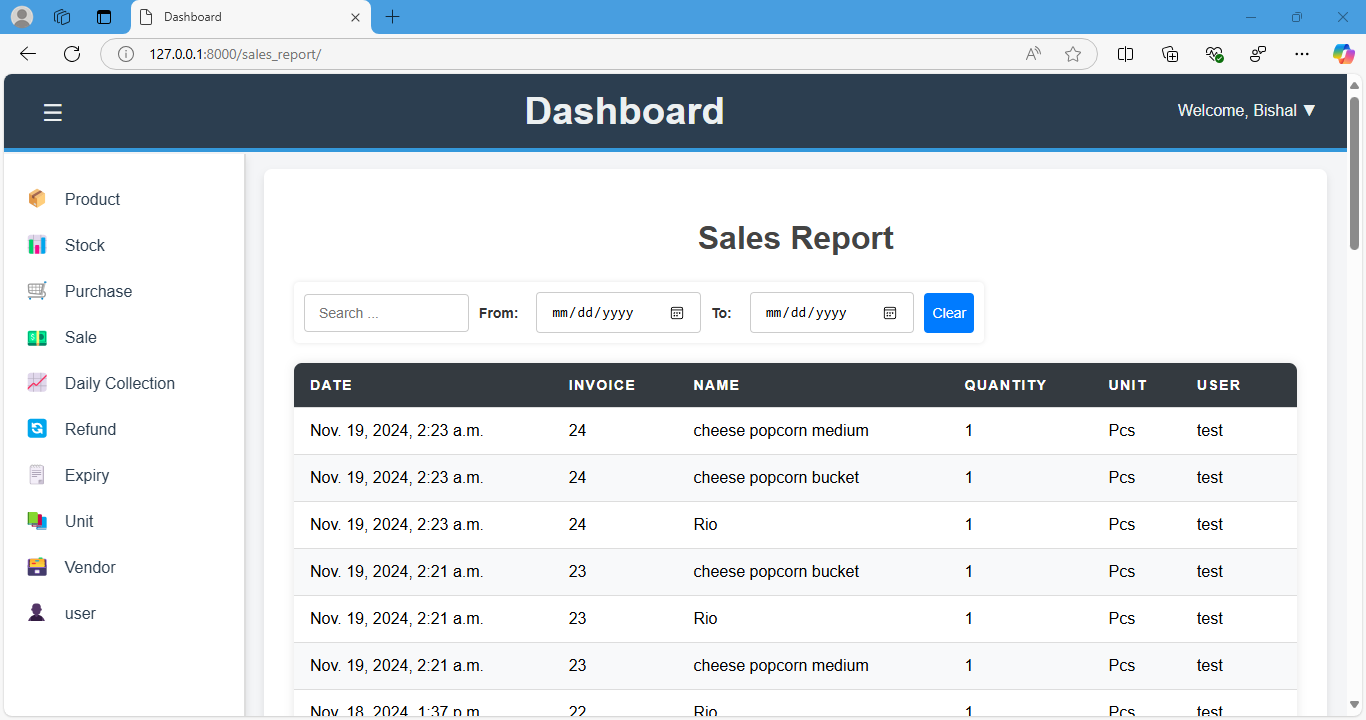 Dashboard
127.0.0.1:8000/sales_report/
Dashboard
Welcome, Bishal ▼
Product
Stock
Purchase
Sale
Daily Collection
Refund
Expiry
Unit
Vendor
user
Sales Report
Search ... From: mm/dd/yyyy To: mm/dd/yyyy Clear
DATE INVOICE NAME QUANTITY UNIT USER
Nov. 19, 2024, 2:23 a.m. 24 cheese popcorn medium 1 Pcs test
Nov. 19, 2024, 2:23 a.m. 24 cheese popcorn bucket 1 Pcs test
Nov. 19, 2024, 2:23 a.m. 24 Rio 1 Pcs test
Nov. 19, 2024, 2:21 a.m. 23 cheese popcorn bucket 1 Pcs test
Nov. 19, 2024, 2:21 a.m. 23 Rio 1 Pcs test
Nov. 19, 2024, 2:21 a.m. 23 cheese popcorn medium 1 Pcs test
Nov. 18, 2024, 1:37 p.m. 22 Rio 1 Pcs test